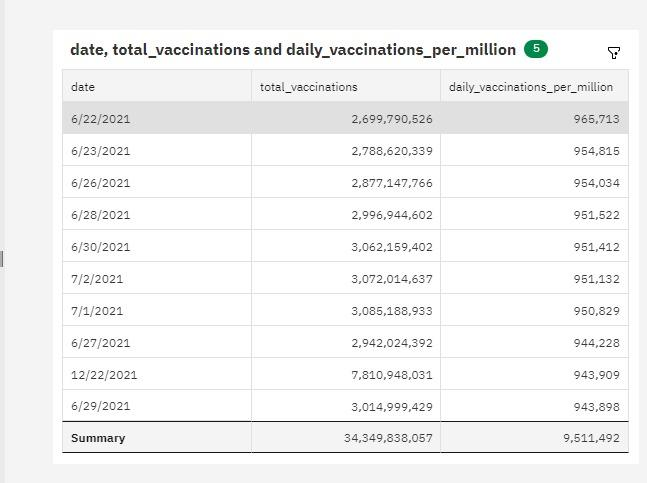 date, total_vaccinations and daily_vaccinations_per_million 5
date total_vaccinations daily_vaccinations_per_million
6/22/2021 2,699,790,526 965,713
6/23/2021 2,788,620,339 954,815
6/26/2021 2,877,147,766 954,034
6/28/2021 2,996,944,602 951,522
6/30/2021 3,062,159,402 951,412
7/2/2021 3,072,014,637 951,132
7/1/2021 3,085,188,933 950,829
6/27/2021 2,942,024,392 944,228
12/22/2021 7,810,948,031 943,909
6/29/2021 3,014,999,429 943,898
Summary 34,349,838,057 9,511,492